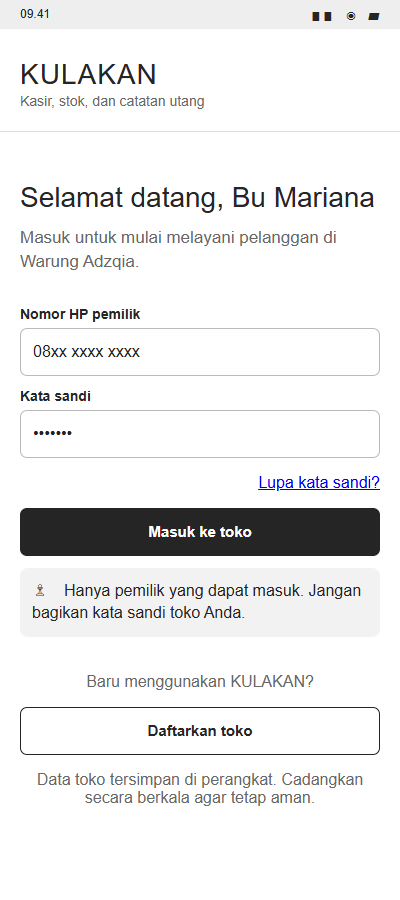 09.41
KULAKAN
Kasir, stok, dan catatan utang
Selamat datang, Bu Mariana
Masuk untuk mulai melayani pelanggan di
Warung Adzqia.
Nomor HP pemilik
08xx xxxx xxxx
Kata sandi
•••••••
Lupa kata sandi?
Masuk ke toko
Hanya pemilik yang dapat masuk. Jangan
bagikan kata sandi toko Anda.
Baru menggunakan KULAKAN?
Daftarkan toko
Data toko tersimpan di perangkat. Cadangkan
secara berkala agar tetap aman.